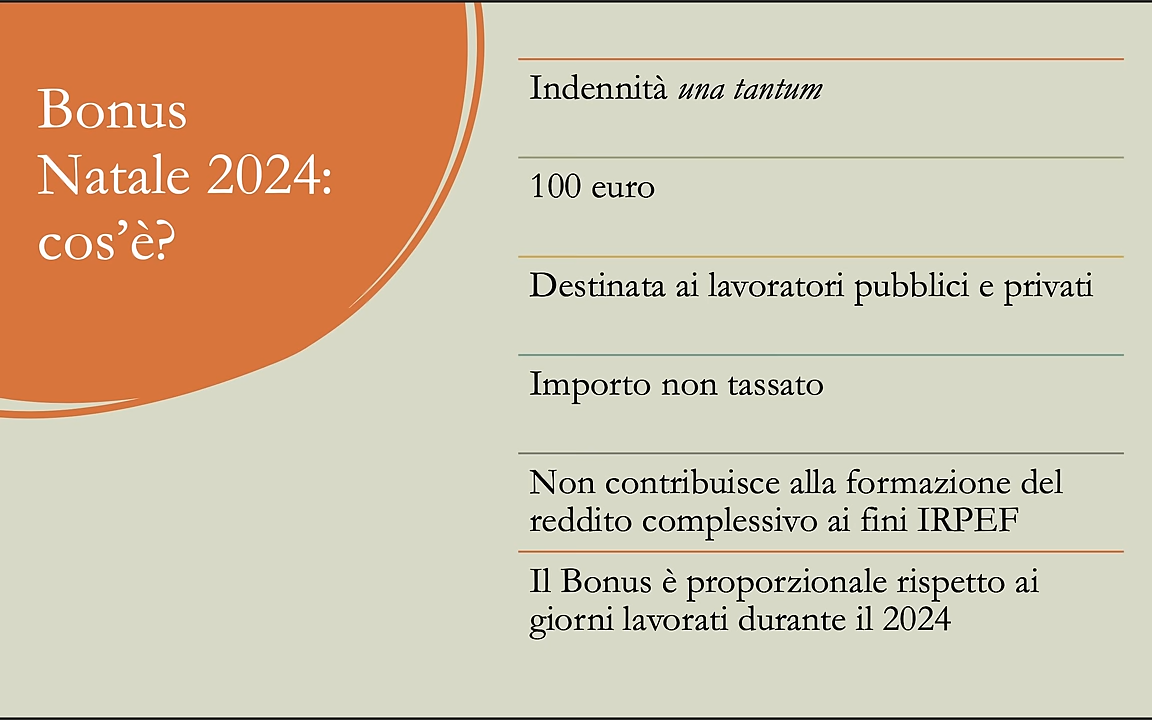 Bonus
Natale 2024:
cos’è?
Indennità una tantum
100 euro
Destinata ai lavoratori pubblici e privati
Importo non tassato
Non contribuisce alla formazione del
reddito complessivo ai fini IRPEF
Il Bonus è proporzionale rispetto ai
giorni lavorati durante il 2024